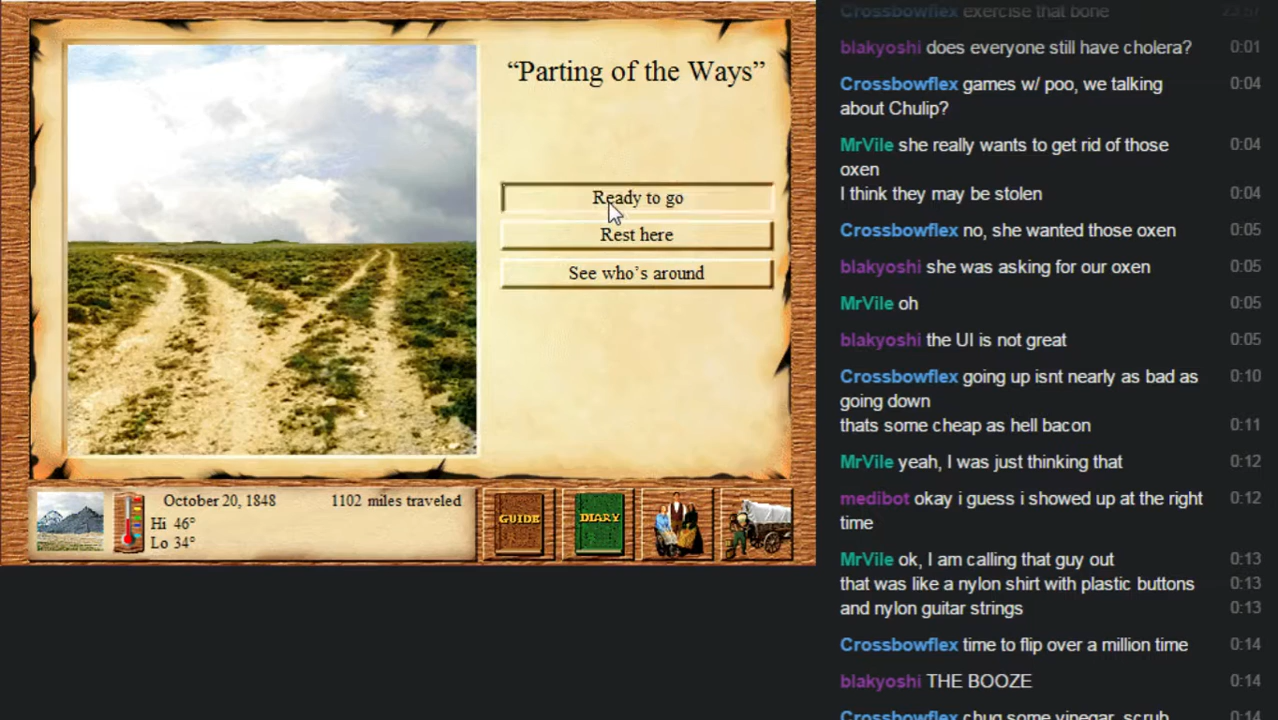 “Parting of the Ways”
Ready to go
Rest here
See who’s around
October 20, 1848 1102 miles traveled
Hi 46°
Lo 34°
GUIDE
DIARY
Crossbowflex exercise that bone 23:57
blakyoshi does everyone still have cholera? 0:01
Crossbowflex games w/ poo, we talking 0:04
about Chulip?
MrVile she really wants to get rid of those 0:04
oxen
I think they may be stolen 0:04
Crossbowflex no, she wanted those oxen 0:05
blakyoshi she was asking for our oxen 0:05
MrVile oh 0:05
blakyoshi the UI is not great 0:05
Crossbowflex going up isnt nearly as bad as 0:10
going down
thats some cheap as hell bacon 0:11
MrVile yeah, I was just thinking that 0:12
medibot okay i guess i showed up at the right 0:12
time
MrVile ok, I am calling that guy out 0:13
that was like a nylon shirt with plastic buttons 0:13
and nylon guitar strings 0:13
Crossbowflex time to flip over a million time 0:14
blakyoshi THE BOOZE 0:14
Crossbowflex chug some vinegar, scrub 0:14